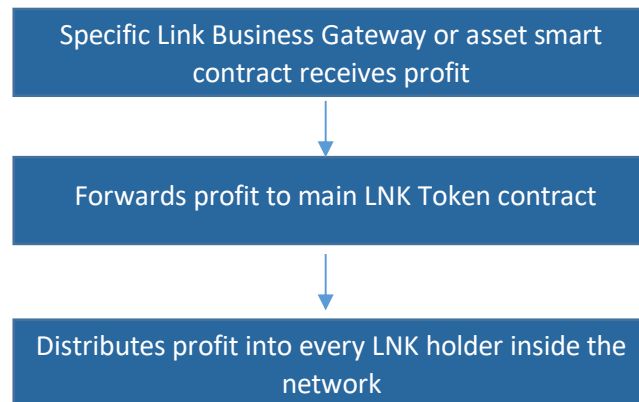 Specific Link Business Gateway or asset smart
contract receives profit
Forwards profit to main LNK Token contract
Distributes profit into every LNK holder inside the
network